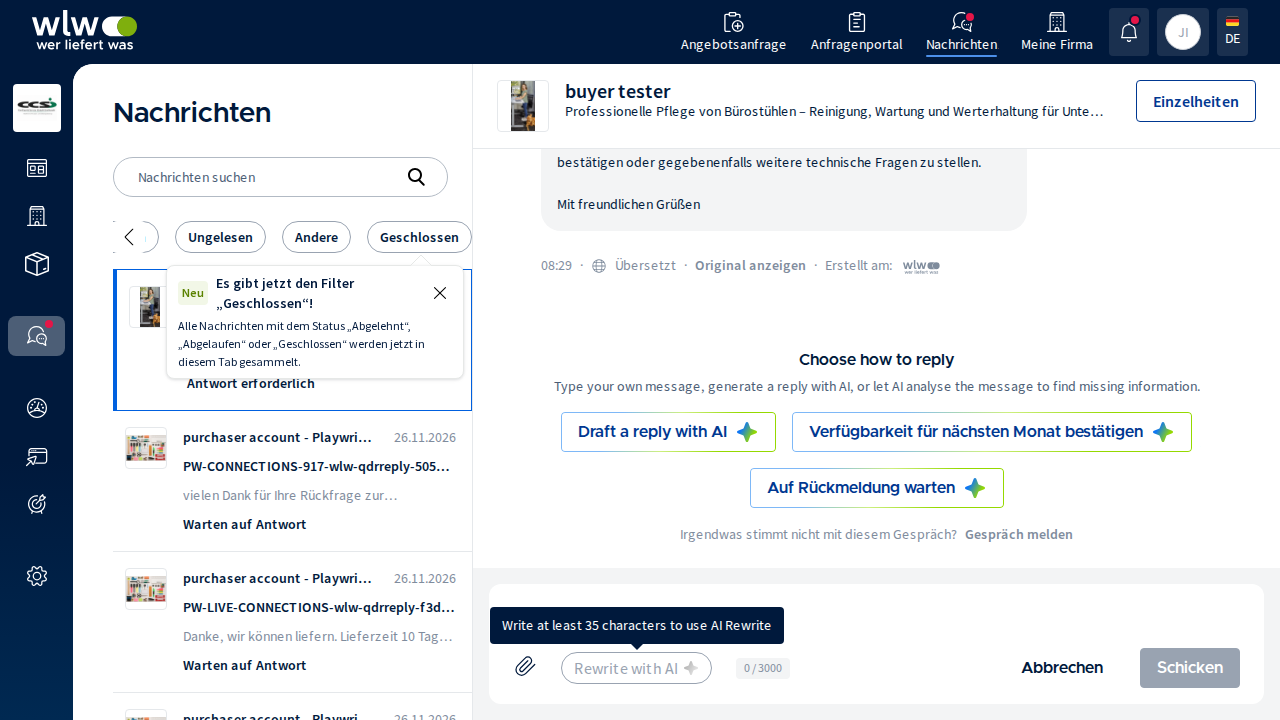 wlw
wer liefert was
Angebotsanfrage
Anfragenportal
Nachrichten
Meine Firma
JI
DE
ccsi
Nachrichten
Nachrichten suchen
Ungelesen
Andere
Geschlossen
Neu
Es gibt jetzt den Filter
„Geschlossen“!
Alle Nachrichten mit dem Status „Abgelehnt“,
„Abgelaufen“ oder „Geschlossen“ werden jetzt in
diesem Tab gesammelt.
Antwort erforderlich
purchaser account - Playwri…
26.11.2026
PW-CONNECTIONS-917-wlw-qdrreply-505…
vielen Dank für Ihre Rückfrage zur…
Warten auf Antwort
purchaser account - Playwri…
26.11.2026
PW-LIVE-CONNECTIONS-wlw-qdrreply-f3d…
Danke, wir können liefern. Lieferzeit 10 Tag…
Warten auf Antwort
purchaser account - Playwri…
26.11.2026
buyer tester
Professionelle Pflege von Bürostühlen – Reinigung, Wartung und Werterhaltung für Unte…
Einzelheiten
bestätigen oder gegebenenfalls weitere technische Fragen zu stellen.
Mit freundlichen Grüßen
08:29 · Übersetzt · Original anzeigen · Erstellt am: wlw
wer liefert was
Choose how to reply
Type your own message, generate a reply with AI, or let AI analyse the message to find missing information.
Draft a reply with AI
Verfügbarkeit für nächsten Monat bestätigen
Auf Rückmeldung warten
Irgendwas stimmt nicht mit diesem Gespräch? Gespräch melden
Write at least 35 characters to use AI Rewrite
Rewrite with AI
0 / 3000
Abbrechen
Schicken